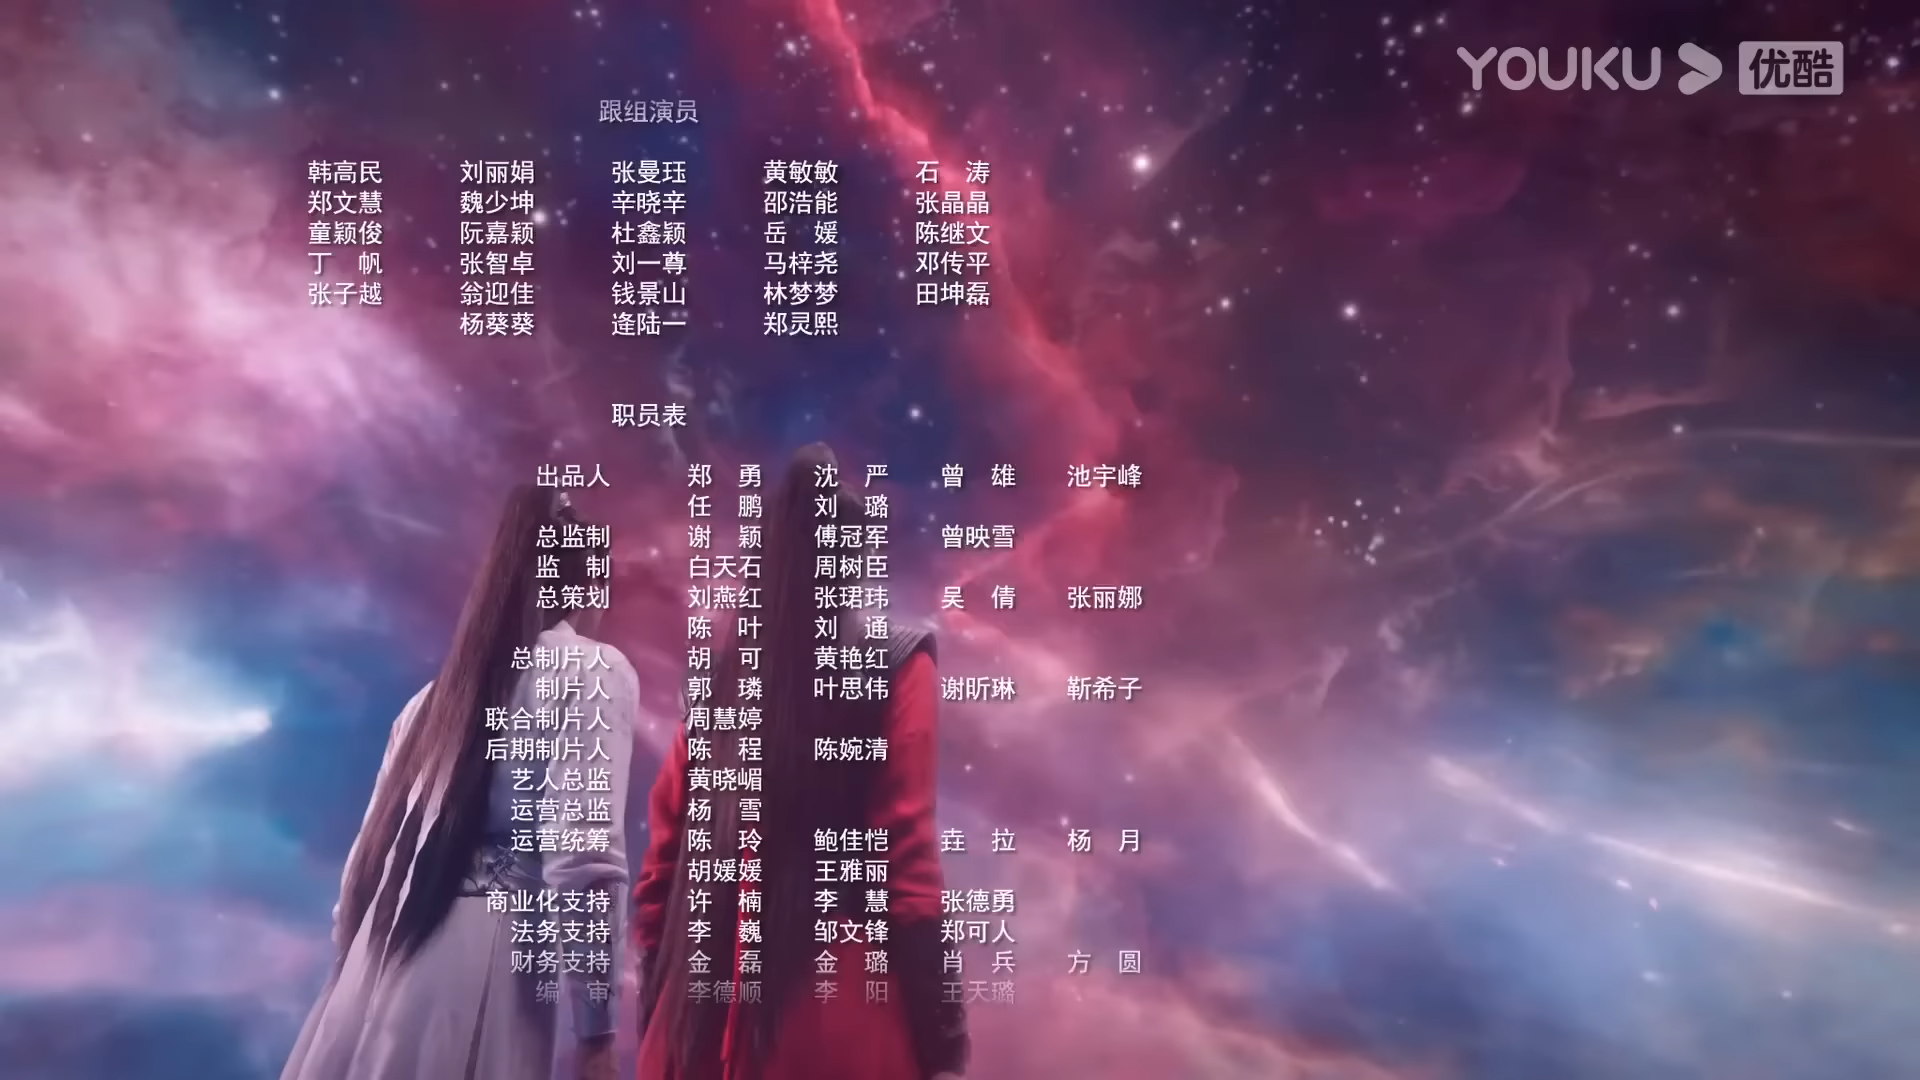 YOUKU 优酷
跟组演员
韩高民 刘丽娟 张曼珏 黄敏敏 石 涛
郑文慧 魏少坤 辛晓辛 邵浩能 张晶晶
童颖俊 阮嘉颖 杜鑫颖 岳 媛 陈继文
丁 帆 张智卓 刘一尊 马梓尧 邓传平
张子越 翁迎佳 钱景山 林梦梦 田坤磊
杨葵葵 逄陆一 郑灵熙
职员表
出品人 郑 勇 沈 严 曾 雄 池宇峰
任 鹏 刘 璐
总监制 谢 颖 傅冠军 曾映雪
监 制 白天石 周树臣
总策划 刘燕红 张珺玮 吴 倩 张丽娜
陈 叶 刘 通
总制片人 胡 可 黄艳红
制片人 郭 璘 叶思伟 谢昕琳 靳希子
联合制片人 周慧婷
后期制片人 陈 程 陈婉清
艺人总监 黄晓嵋
运营总监 杨 雪
运营统筹 陈 玲 鲍佳恺 垚 拉 杨 月
胡媛媛 王雅丽
商业化支持 许 楠 李 慧 张德勇
法务支持 李 巍 邹文锋 郑可人
财务支持 金 磊 金 璐 肖 兵 方 圆
编 审 李德顺 李 阳 王天璐